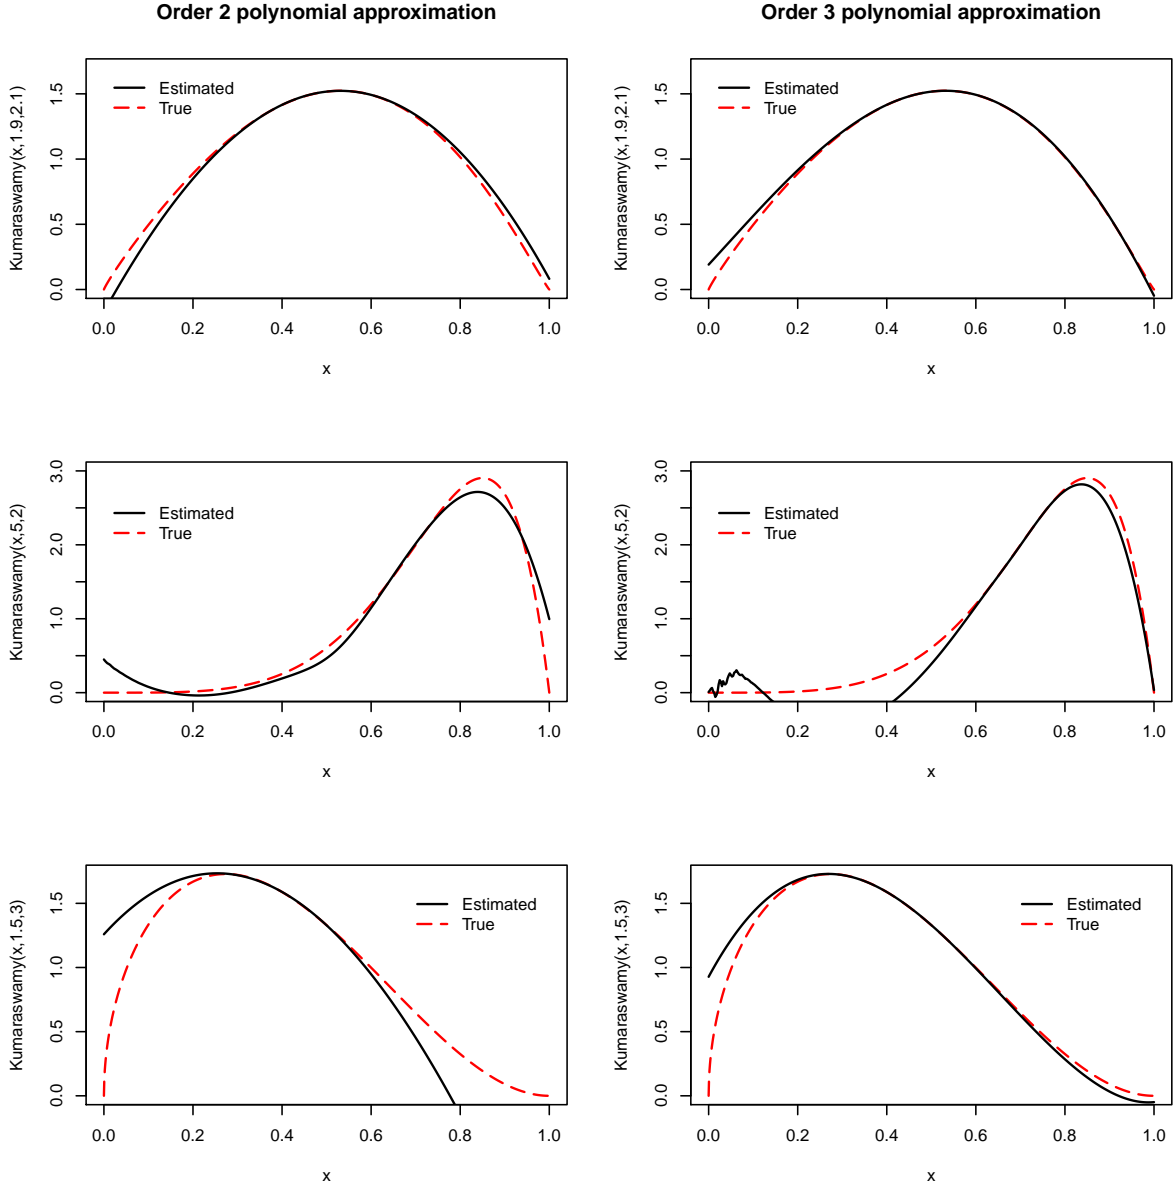 Order 2 polynomial approximation
Kumaraswamy(x,1.9,2.1)
0.0 0.5 1.0 1.5
Estimated
True
0.0 0.2 0.4 0.6 0.8 1.0
x
Order 3 polynomial approximation
Kumaraswamy(x,1.9,2.1)
0.0 0.5 1.0 1.5
Estimated
True
0.0 0.2 0.4 0.6 0.8 1.0
x
Kumaraswamy(x,5,2)
0.0 1.0 2.0 3.0
Estimated
True
0.0 0.2 0.4 0.6 0.8 1.0
x
Kumaraswamy(x,5,2)
0.0 1.0 2.0 3.0
Estimated
True
0.0 0.2 0.4 0.6 0.8 1.0
x
Kumaraswamy(x,1.5,3)
0.0 0.5 1.0 1.5
Estimated
True
0.0 0.2 0.4 0.6 0.8 1.0
x
Kumaraswamy(x,1.5,3)
0.0 0.5 1.0 1.5
Estimated
True
0.0 0.2 0.4 0.6 0.8 1.0
x